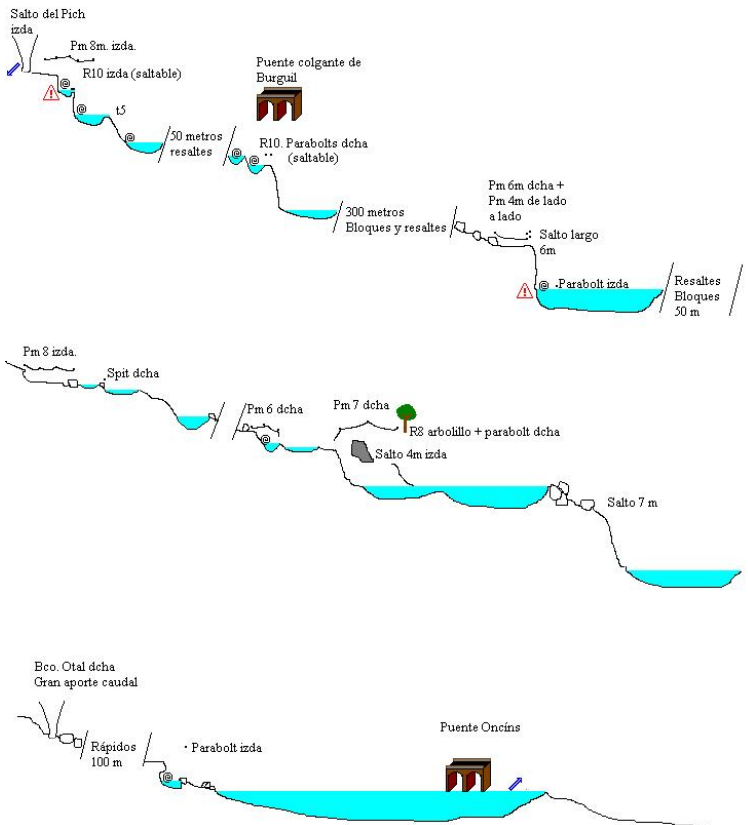 Salto del Pich
izda
Pm 8m. izda.
R10 izda (saltable)
t5
50 metros
resaltes
Puente colgante de
Burguil
R10. Parabolts dcha
(saltable)
300 metros
Bloques y resaltes
Pm 6m dcha +
Pm 4m de lado
a lado
Salto largo
6m
Parabolt izda
Resaltes
Bloques
50 m
Pm 8 izda.
Spit dcha
Pm 6 dcha
Pm 7 dcha
R8 arbolillo + parabolt dcha
Salto 4m izda
Salto 7 m
Bco. Otal dcha
Gran aporte caudal
Rápidos
100 m
Parabolt izda
Puente Oncíns